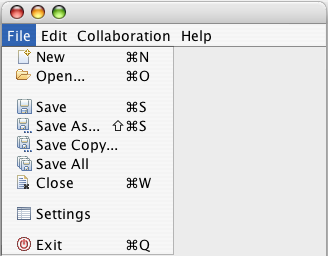 File Edit Collaboration Help
New ⌘N
Open... ⌘O
Save ⌘S
Save As... ⇧⌘S
Save Copy...
Save All
Close ⌘W
Settings
Exit ⌘Q